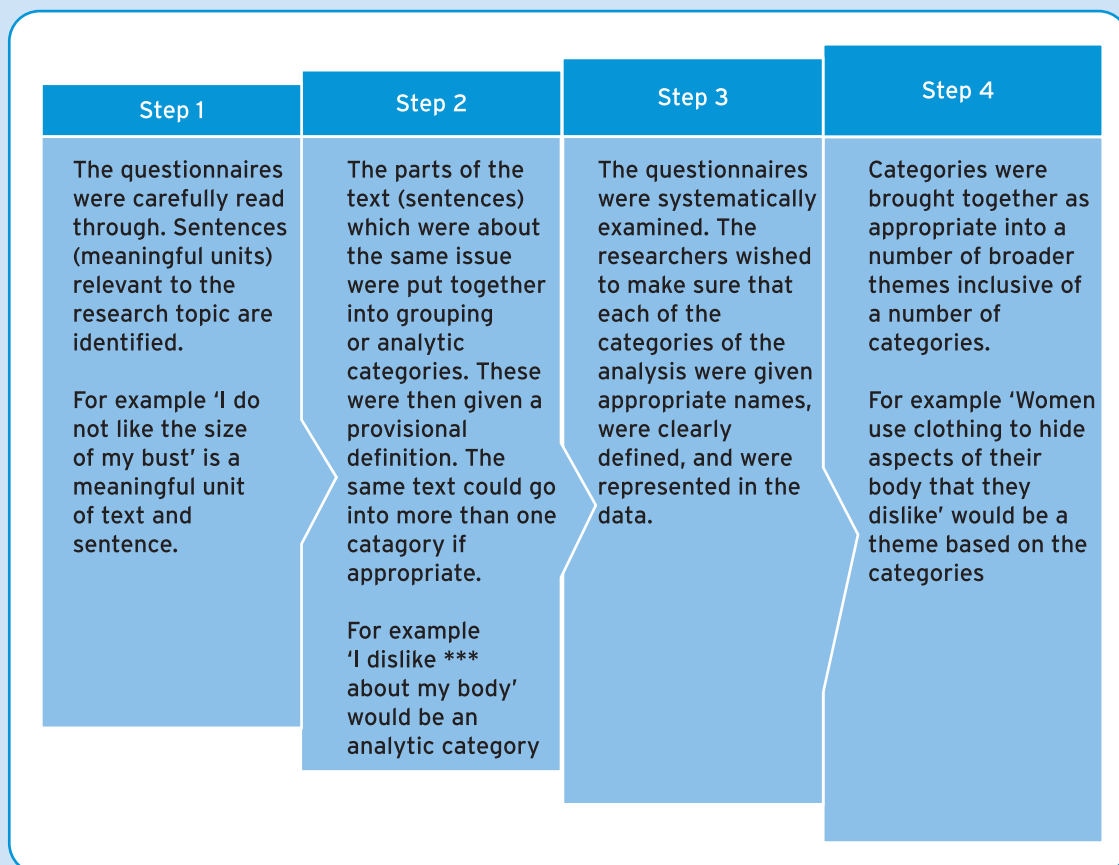 Step 1
The questionnaires
were carefully read
through. Sentences
(meaningful units)
relevant to the
research topic are
identified.
For example ‘I do
not like the size
of my bust’ is a
meaningful unit
of text and
sentence.
Step 2
The parts of the
text (sentences)
which were about
the same issue
were put together
into grouping
or analytic
categories. These
were then given a
provisional
definition. The
same text could go
into more than one
catagory if
appropriate.
For example
‘I dislike ***
about my body’
would be an
analytic category
Step 3
The questionnaires
were systematically
examined. The
researchers wished
to make sure that
each of the
categories of the
analysis were given
appropriate names,
were clearly
defined, and were
represented in the
data.
Step 4
Categories were
brought together as
appropriate into a
number of broader
themes inclusive of
a number of
categories.
For example ‘Women
use clothing to hide
aspects of their
body that they
dislike’ would be a
theme based on the
categories